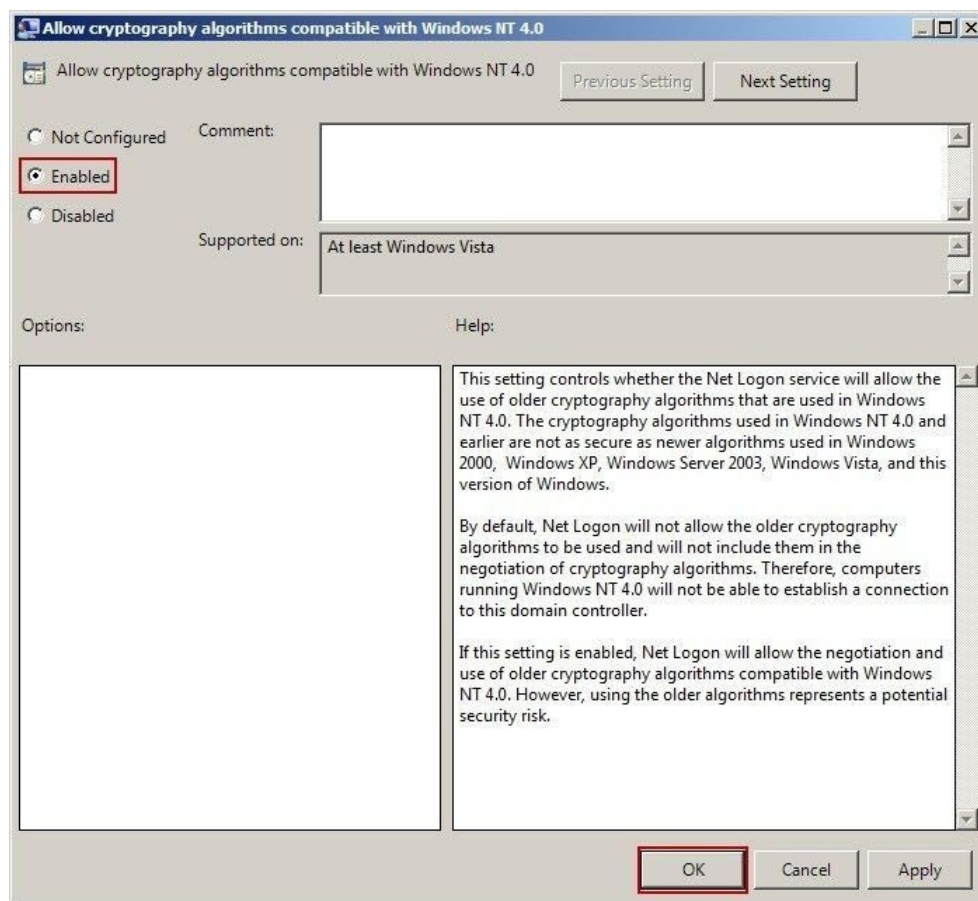 Allow cryptography algorithms compatible with Windows NT 4.0
Allow cryptography algorithms compatible with Windows NT 4.0
Previous Setting
Next Setting
Not Configured
Comment:
Enabled
Disabled
Supported on:
At least Windows Vista
Options:
Help:
This setting controls whether the Net Logon service will allow the
use of older cryptography algorithms that are used in Windows
NT 4.0. The cryptography algorithms used in Windows NT 4.0 and
earlier are not as secure as newer algorithms used in Windows
2000,  Windows XP, Windows Server 2003, Windows Vista, and this
version of Windows.
By default, Net Logon will not allow the older cryptography
algorithms to be used and will not include them in the
negotiation of cryptography algorithms. Therefore, computers
running Windows NT 4.0 will not be able to establish a connection
to this domain controller.
If this setting is enabled, Net Logon will allow the negotiation and
use of older cryptography algorithms compatible with Windows
NT 4.0. However, using the older algorithms represents a potential
security risk.
OK
Cancel
Apply